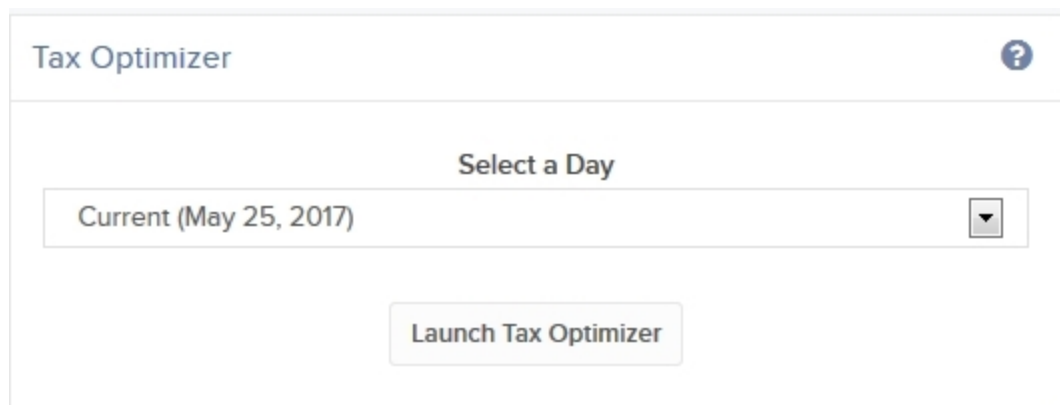 Tax Optimizer
?
Select a Day
Current (May 25, 2017)
Launch Tax Optimizer